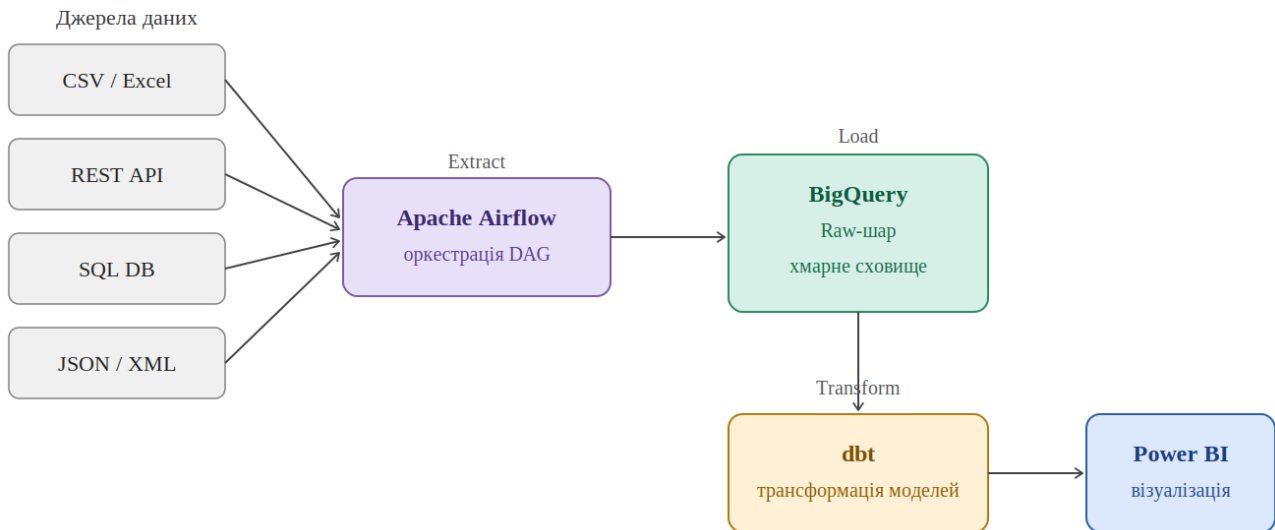 Джерела даних
CSV / Excel
REST API
SQL DB
JSON / XML
Extract
Apache Airflow
оркестрація DAG
Load
BigQuery
Raw-шар
хмарне сховище
Transform
dbt
трансформація моделей
Power BI
візуалізація